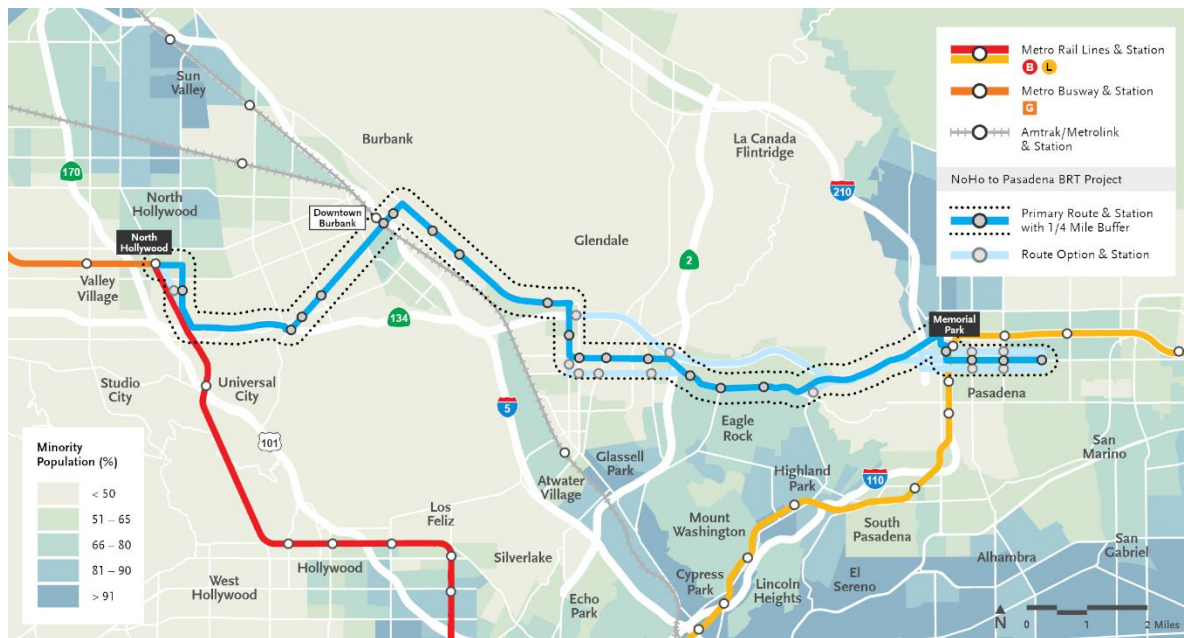 Sun
Valley
Burbank
La Canada
Flintridge
170
210
North
Hollywood
Downtown
Burbank
North
Hollywood
Glendale
2
Valley
Village
134
Memorial
Park
Studio
City
Universal
City
5
Pasadena
101
Eagle
Rock
San
Marino
Glassell
Park
Atwater
Village
Highland
Park
110
Los
Feliz
Mount
Washington
South
Pasadena
Silverlake
Hollywood
West
Hollywood
Echo
Park
Cypress
Park
Lincoln
Heights
El
Sereno
Alhambra
San
Gabriel
Metro Rail Lines & Station
B L
Metro Busway & Station
G
Amtrak/Metrolink
& Station
NoHo to Pasadena BRT Project
Primary Route & Station
with 1/4 Mile Buffer
Route Option & Station
Minority
Population (%)
< 50
51 – 65
66 – 80
81 – 90
> 91
N
0 1 2 Miles